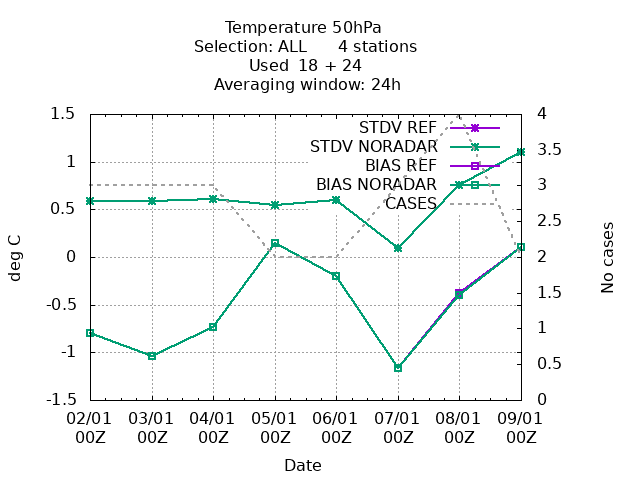 Temperature 50hPa
Selection: ALL      4 stations
Used  18 + 24
Averaging window: 24h
1.5
1
0.5
0
-0.5
-1
-1.5
deg C
4
3.5
3
2.5
2
1.5
1
0.5
0
No cases
STDV REF
STDV NORADAR
BIAS REF
BIAS NORADAR
CASES
02/01 03/01 04/01 05/01 06/01 07/01 08/01 09/01
00Z 00Z 00Z 00Z 00Z 00Z 00Z 00Z
Date